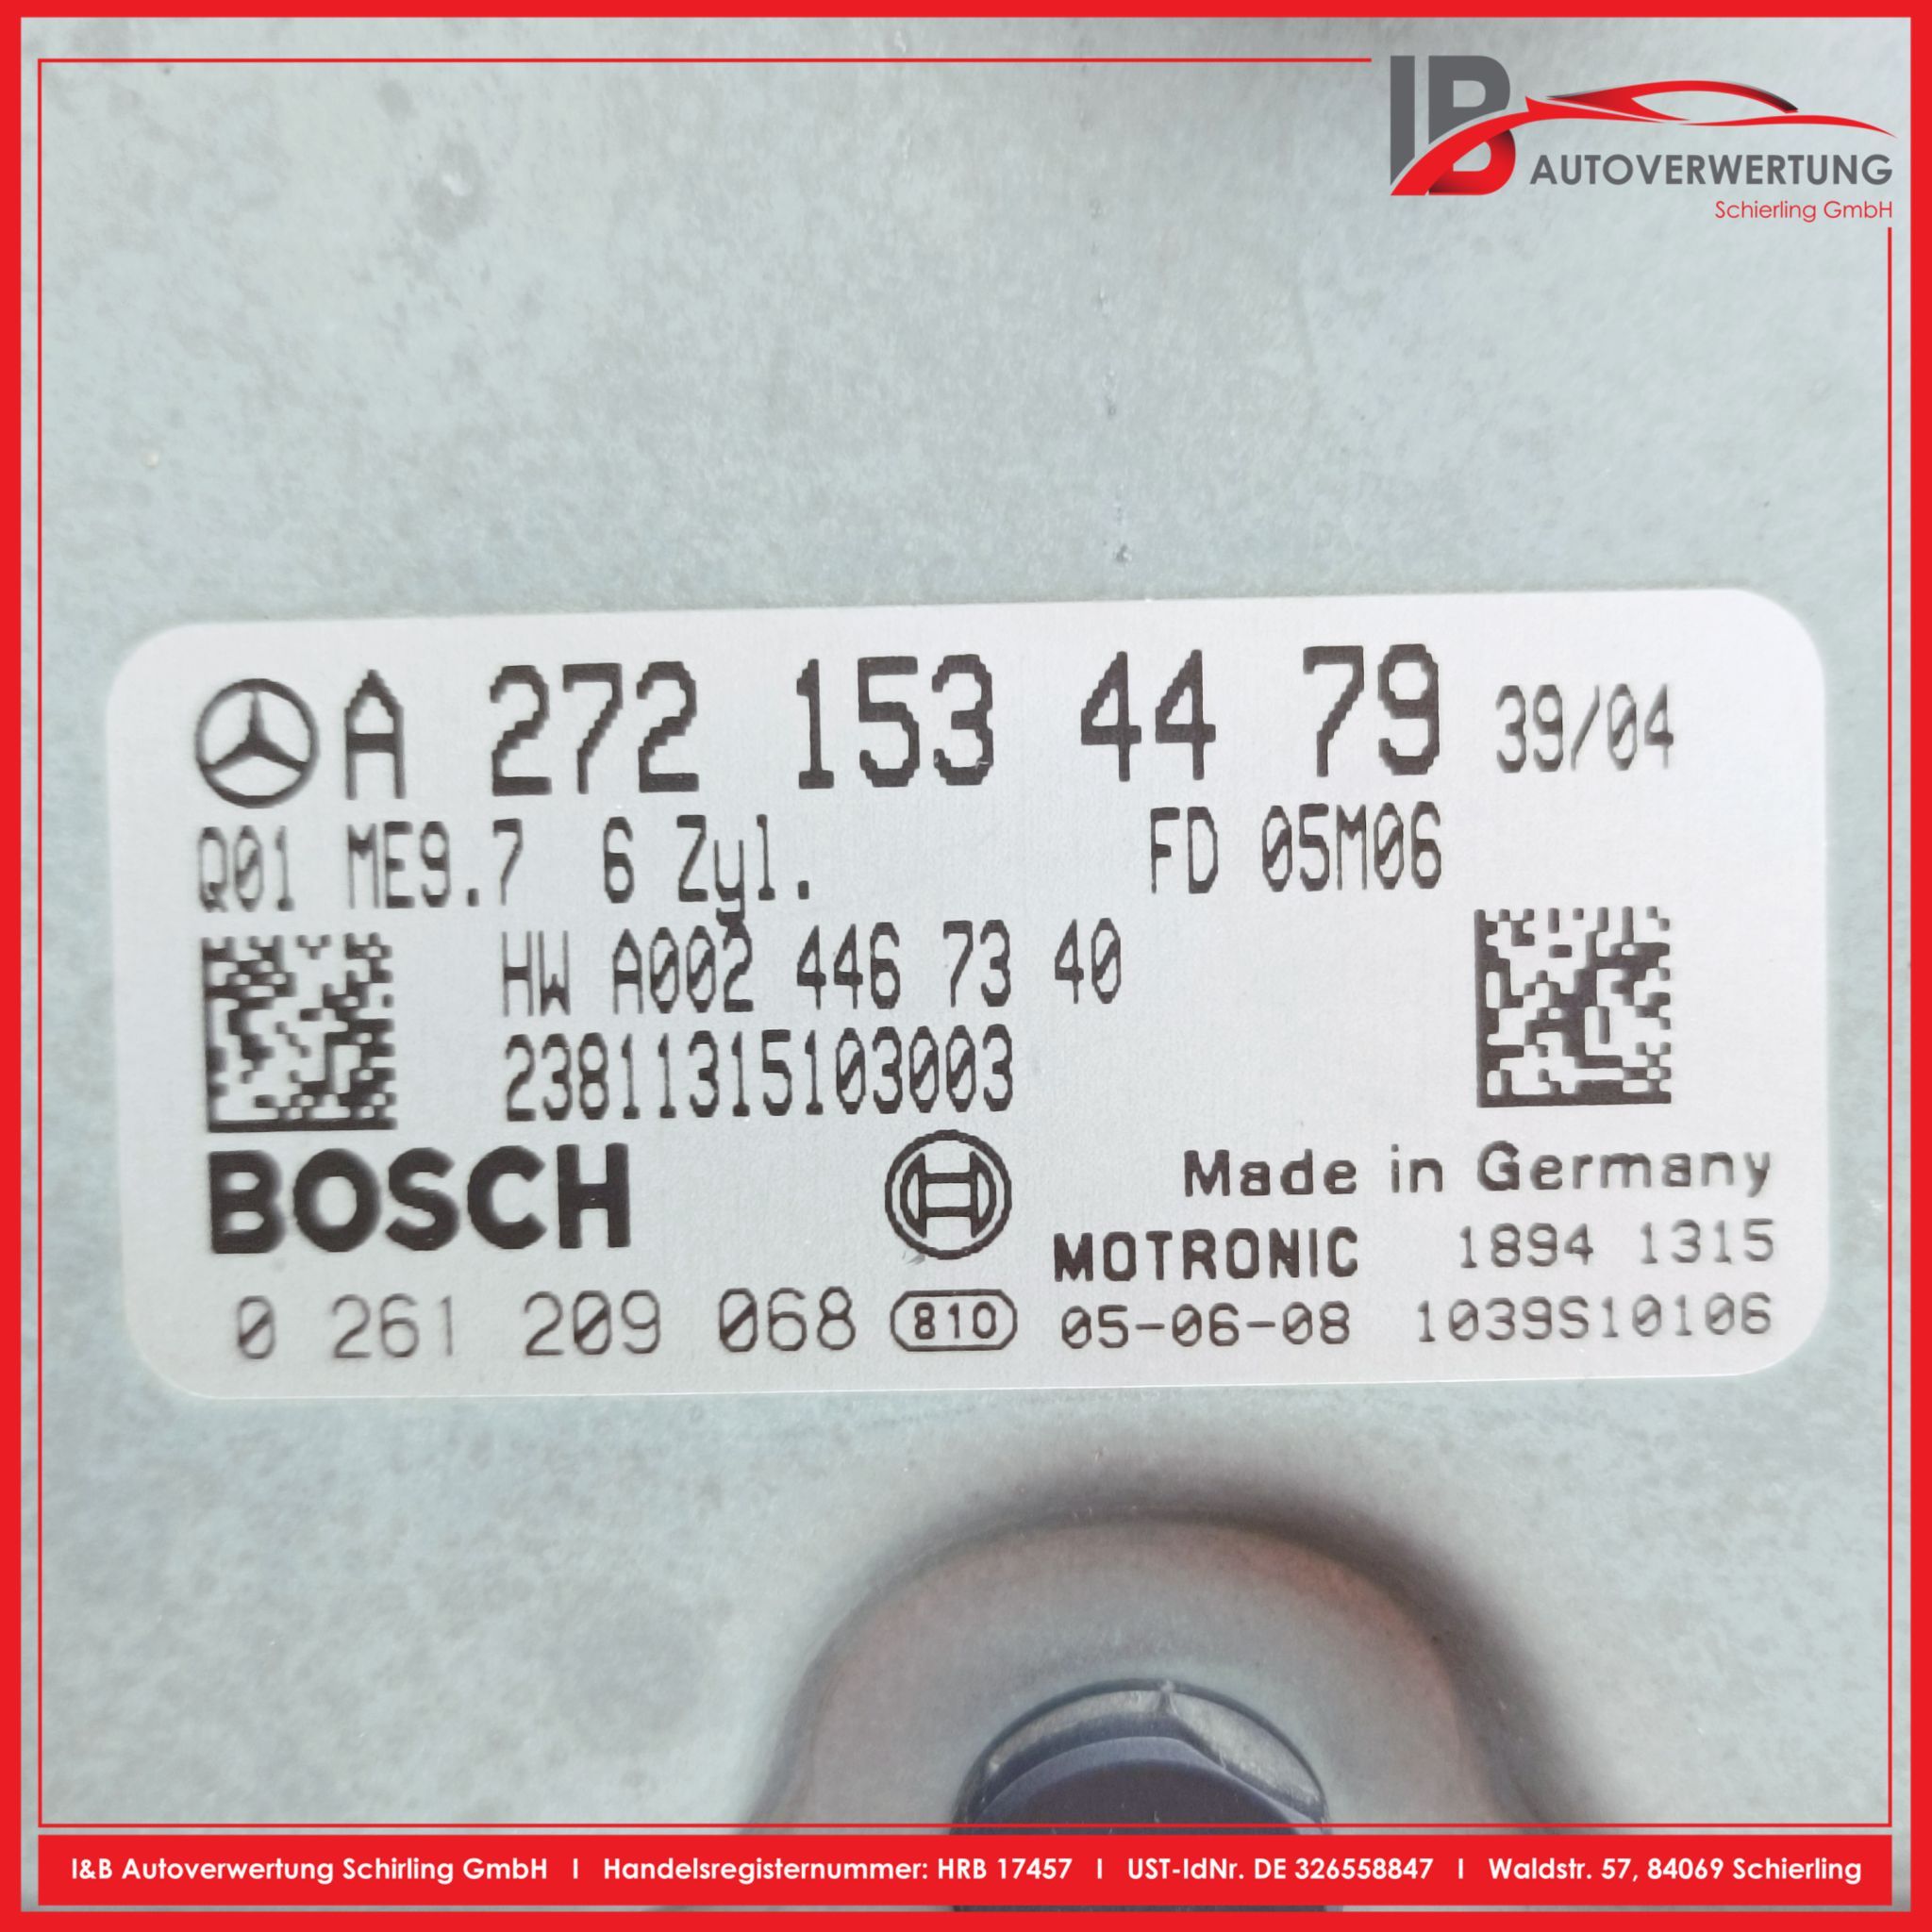 IB
AUTOVERWERTUNG
Schierling GmbH
A 272 153 44 79 39/04
Q01 ME9.7 6 Zyl. FD 05M06
HW A002 446 73 40
23811315103003
BOSCH
Made in Germany
MOTRONIC 1894 1315
0 261 209 068 810 05-06-08 1039S10106
I&B Autoverwertung Schirling GmbH I Handelsregisternummer: HRB 17457 I UST-IdNr. DE 326558847 I Waldstr. 57, 84069 Schierling